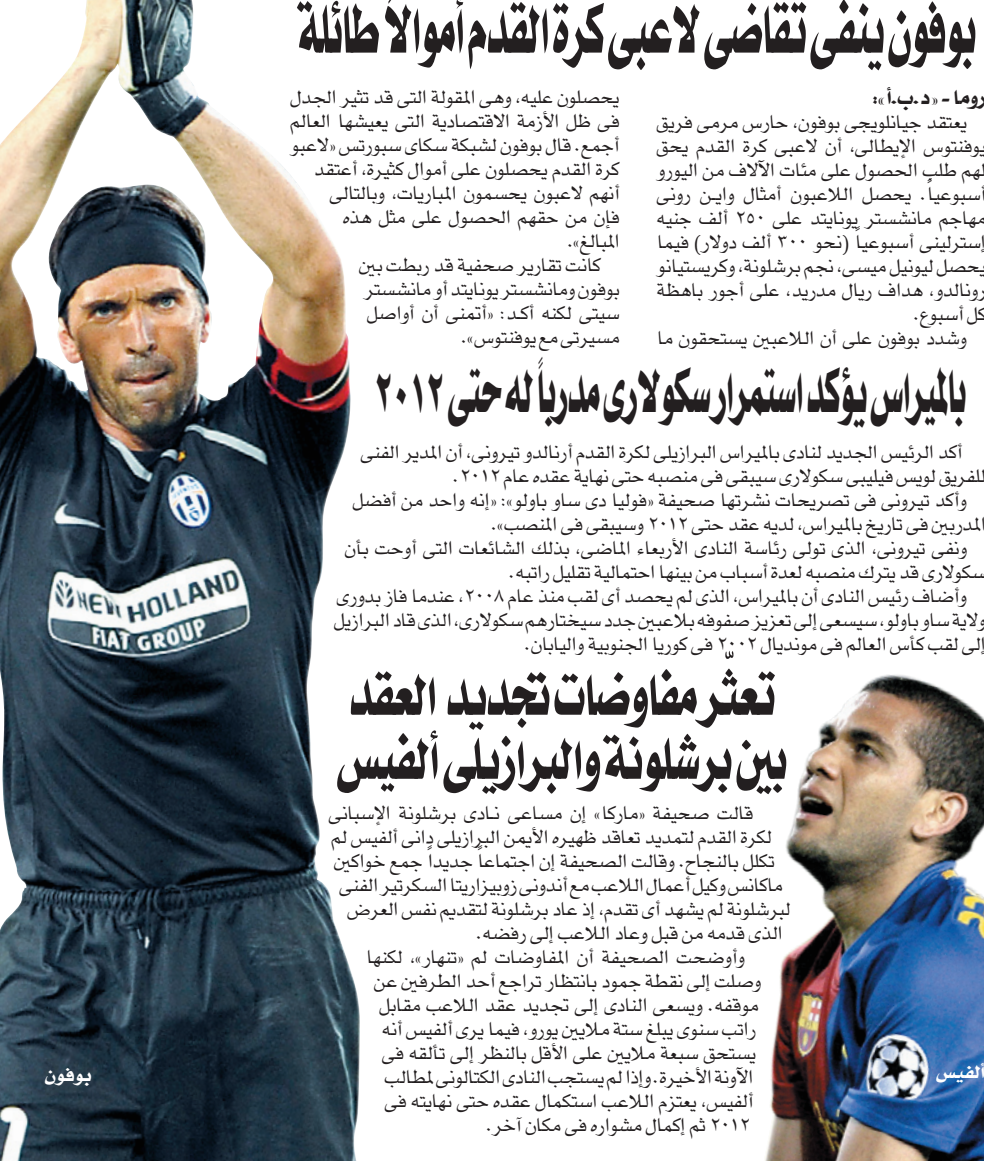 بوفون ينفى تقاضى لاعبى كرة القدم أموالاً طائلة
روما - «د.ب.أ»:
يعتقد جيانلويجى بوفون، حارس مرمى فريق
يوفنتوس الإيطالى، أن لاعبى كرة القدم يحق
لهم طلب الحصول على مئات الآلاف من اليورو
أسبوعياً. يحصل اللاعبون أمثال واين رونى
مهاجم مانشستر يونايتد على ٢٥٠ ألف جنيه
إسترلينى أسبوعياً (نحو ٣٠٠ ألف دولار) فيما
يحصل ليونيل ميسى، نجم برشلونة، وكريستيانو
رونالدو، هداف ريال مدريد، على أجور باهظة
كل أسبوع.
وشدد بوفون على أن اللاعبين يستحقون ما
يحصلون عليه، وهى المقولة التى قد تثير الجدل
فى ظل الأزمة الاقتصادية التى يعيشها العالم
أجمع. قال بوفون لشبكة سكاى سبورتس «لاعبو
كرة القدم يحصلون على أموال كثيرة، أعتقد
أنهم لاعبون يحسمون المباريات، وبالتالى
فإن من حقهم الحصول على مثل هذه
المبالغ».
كانت تقارير صحفية قد ربطت بين
بوفون ومانشستر يونايتد أو مانشستر
سيتى لكنه أكد: «أتمنى أن أواصل
مسيرتى مع يوفنتوس».
بالميراس يؤكد استمرار سكولارى مدرباً له حتى ٢٠١٢
أكد الرئيس الجديد لنادى بالميراس البرازيلى لكرة القدم أرنالدو تيرونى، أن المدير الفنى
للفريق لويس فيليبى سكولارى سيبقى فى منصبه حتى نهاية عقده عام ٢٠١٢.
وأكد تيرونى فى تصريحات نشرتها صحيفة «فوليا دى ساو باولو»: «إنه واحد من أفضل
المدربين فى تاريخ بالميراس، لديه عقد حتى ٢٠١٢ وسيبقى فى المنصب».
ونفى تيرونى، الذى تولى رئاسة النادى الأربعاء الماضى، بذلك الشائعات التى أوحت بأن
سكولارى قد يترك منصبه لعدة أسباب من بينها احتمالية تقليل راتبه.
وأضاف رئيس النادى أن بالميراس، الذى لم يحصد أى لقب منذ عام ٢٠٠٨، عندما فاز بدورى
ولاية ساو باولو، سيسعى إلى تعزيز صفوفه بلاعبين جدد سيختارهم سكولارى، الذى قاد البرازيل
إلى لقب كأس العالم فى مونديال ٢٠٠٢ فى كوريا الجنوبية واليابان.
تعثّر مفاوضات تجديد العقد
بين برشلونة والبرازيلى ألفيس
قالت صحيفة «ماركا» إن مساعى نادى برشلونة الإسبانى
لكرة القدم لتمديد تعاقد ظهيره الأيمن البرازيلى دانى ألفيس لم
تكلل بالنجاح. وقالت الصحيفة إن اجتماعاً جديداً جمع خواكين
ماكانس وكيل أعمال اللاعب مع أندونى زوبيزاريتا السكرتير الفنى
لبرشلونة لم يشهد أى تقدم، إذ عاد برشلونة لتقديم نفس العرض
الذى قدمه من قبل وعاد اللاعب إلى رفضه.
وأوضحت الصحيفة أن المفاوضات لم «تنهار»، لكنها
وصلت إلى نقطة جمود بانتظار تراجع أحد الطرفين عن
موقفه. ويسعى النادى إلى تجديد عقد اللاعب مقابل
راتب سنوى يبلغ ستة ملايين يورو، فيما يرى ألفيس أنه
يستحق سبعة ملايين على الأقل بالنظر إلى تألقه فى
الآونة الأخيرة. وإذا لم يستجب النادى الكتالونى لمطالب
ألفيس، يعتزم اللاعب استكمال عقده حتى نهايته فى
٢٠١٢ ثم إكمال مشواره فى مكان آخر.
NEW HOLLAND
FIAT GROUP
بوفون
ألفيس